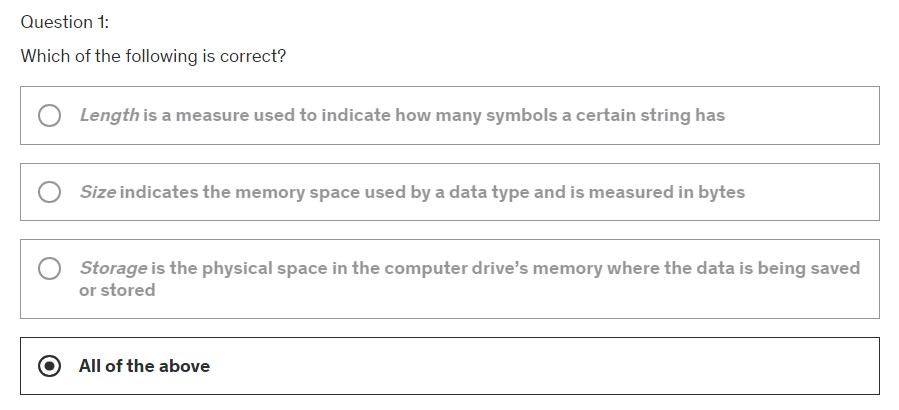 Question 1:
Which of the following is correct?
Length is a measure used to indicate how many symbols a certain string has
Size indicates the memory space used by a data type and is measured in bytes
Storage is the physical space in the computer drive’s memory where the data is being saved
or stored
All of the above